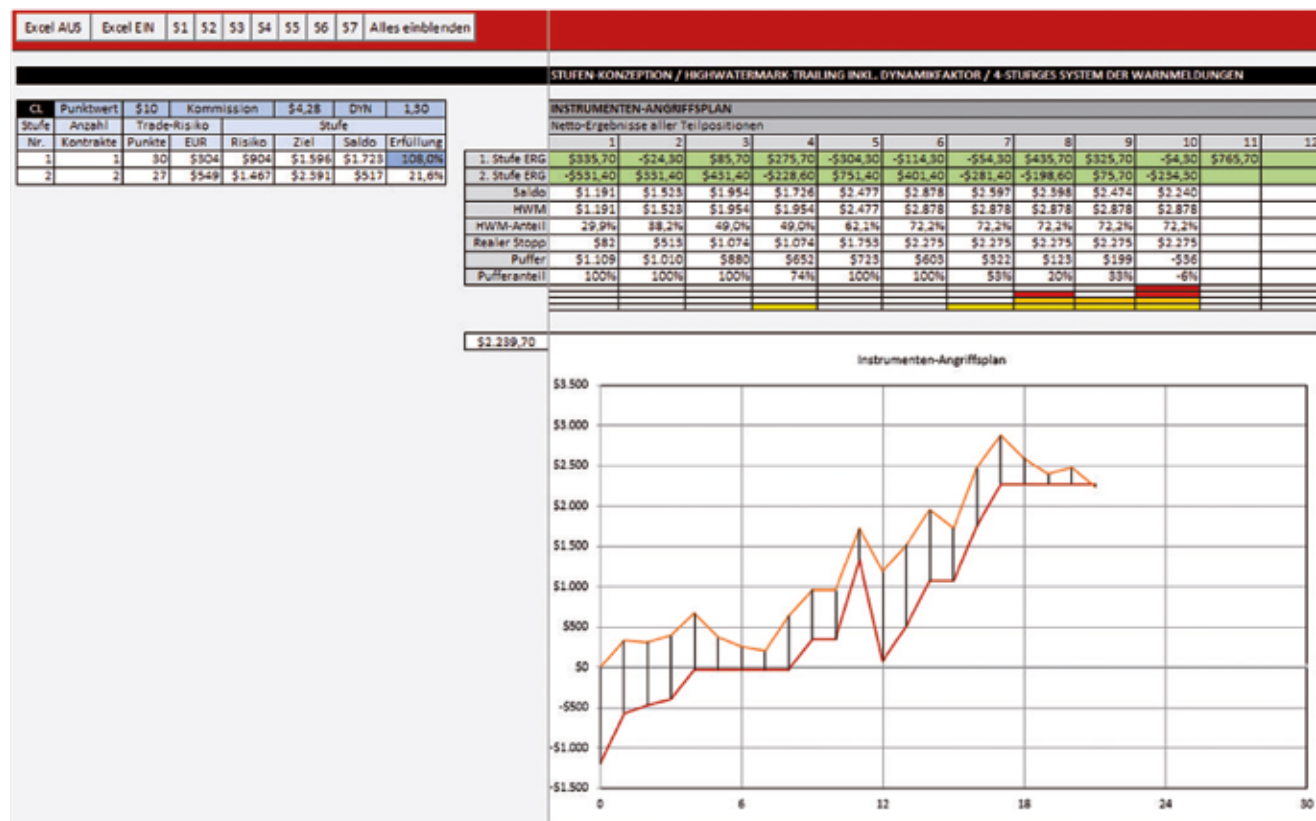 Excel AUS Excel EIN S1 S2 S3 S4 S5 S6 S7 Alles einblenden
STUFEN-KONZEPTION / HIGHWATERMARK-TRAILING INKL. DYNAMIKFAKTOR / 4-STUFIGES SYSTEM DER WARNMELDUNGEN
CL Punktwert $10 Kommission $4,28 DYN 1,30
Stufe Anzahl Trade-Risiko Stufe
Nr. Kontrakte Punkte EUR Risiko Ziel Saldo Erfüllung
1 1 30 $304 $904 $1.596 $1.723 108,0%
2 2 27 $549 $1.467 $2.391 $517 21,6%
INSTRUMENTEN-ANGRIFFSPLAN
Netto-Ergebnisse aller Teilpositionen
1 2 3 4 5 6 7 8 9 10 11 12
1. Stufe ERG $335,70 -$24,30 $85,70 $275,70 -$304,30 -$114,30 -$54,30 $435,70 $325,70 -$4,30 $765,70
2. Stufe ERG -$531,40 $331,40 $431,40 -$228,60 $751,40 $401,40 -$281,40 -$198,60 $75,70 -$234,30
Saldo $1.191 $1.523 $1.954 $1.726 $2.477 $2.878 $2.597 $2.398 $2.474 $2.240
HWM $1.191 $1.523 $1.954 $1.954 $2.477 $2.878 $2.878 $2.878 $2.878 $2.878
HWM-Anteil 29,9% 38,2% 49,0% 49,0% 62,1% 72,2% 72,2% 72,2% 72,2% 72,2%
Realer Stopp $82 $513 $1.074 $1.074 $1.753 $2.275 $2.275 $2.275 $2.275 $2.275
Puffer $1.109 $1.010 $880 $652 $723 $603 $322 $123 $199 -$36
Pufferanteil 100% 100% 100% 74% 100% 100% 53% 20% 33% -6%
$2.239,70
Instrumenten-Angriffsplan
$3.500
$3.000
$2.500
$2.000
$1.500
$1.000
$500
$0
-$500
-$1.000
-$1.500
0 6 12 18 24 30